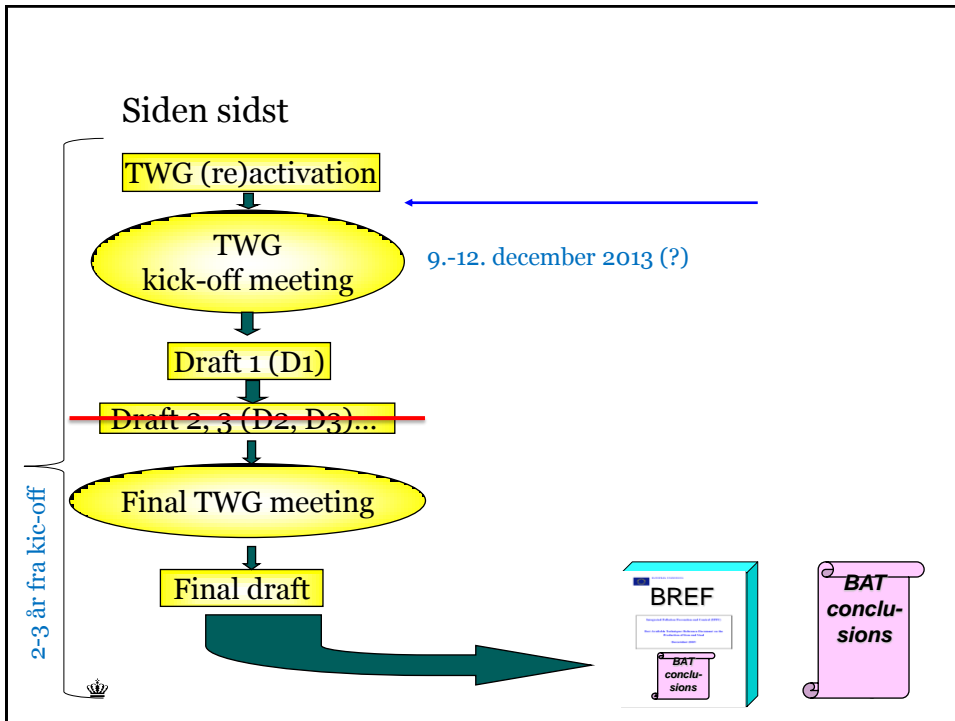 Siden sidst
TWG (re)activation
TWG
kick-off meeting
9.-12. december 2013 (?)
Draft 1 (D1)
Draft 2, 3 (D2, D3)...
Final TWG meeting
Final draft
2-3 år fra kic-off
BREF
BAT
conclu-
sions
BAT
conclu-
sions